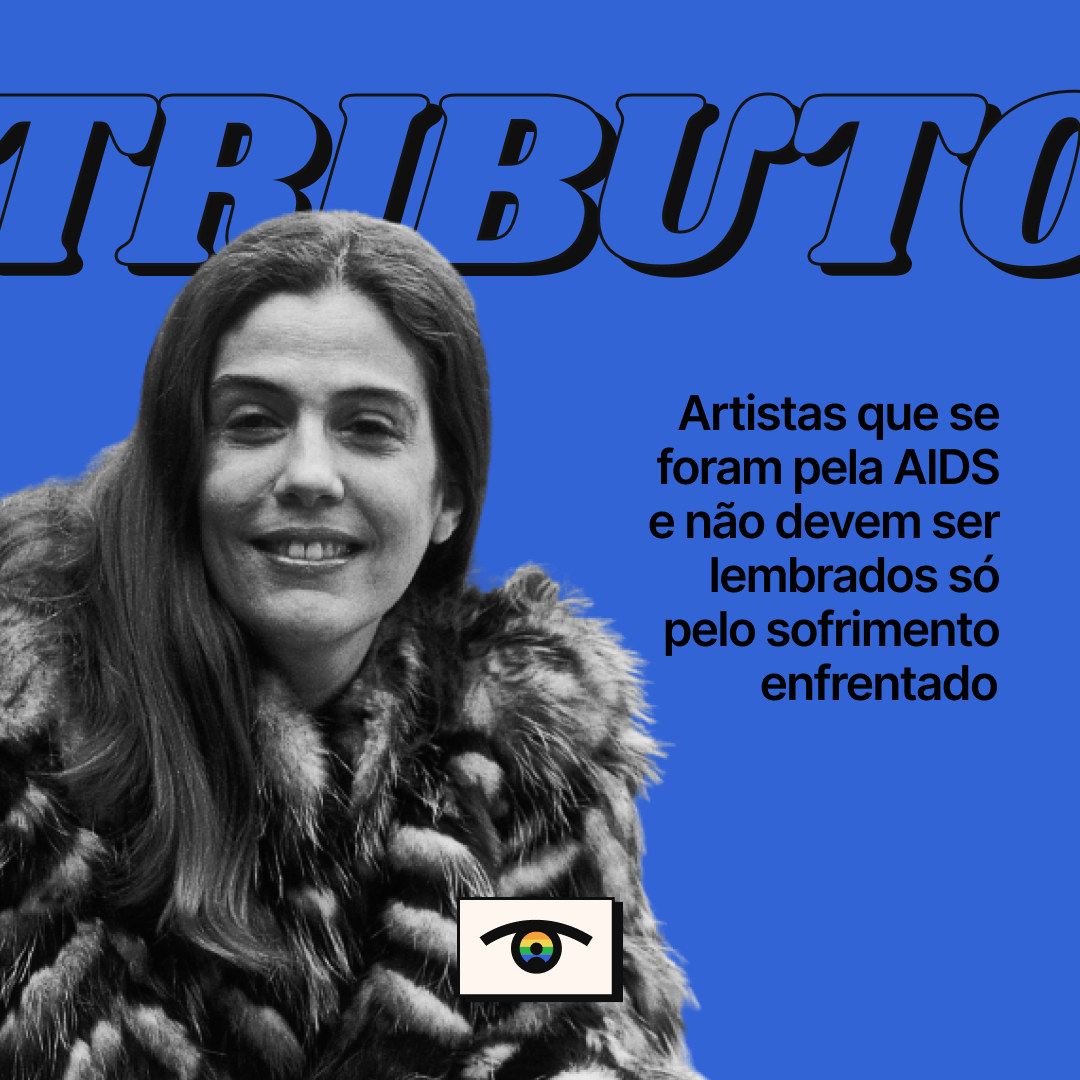 TRIBUTO
Artistas que se
foram pela AIDS
e não devem ser
lembrados só
pelo sofrimento
enfrentado